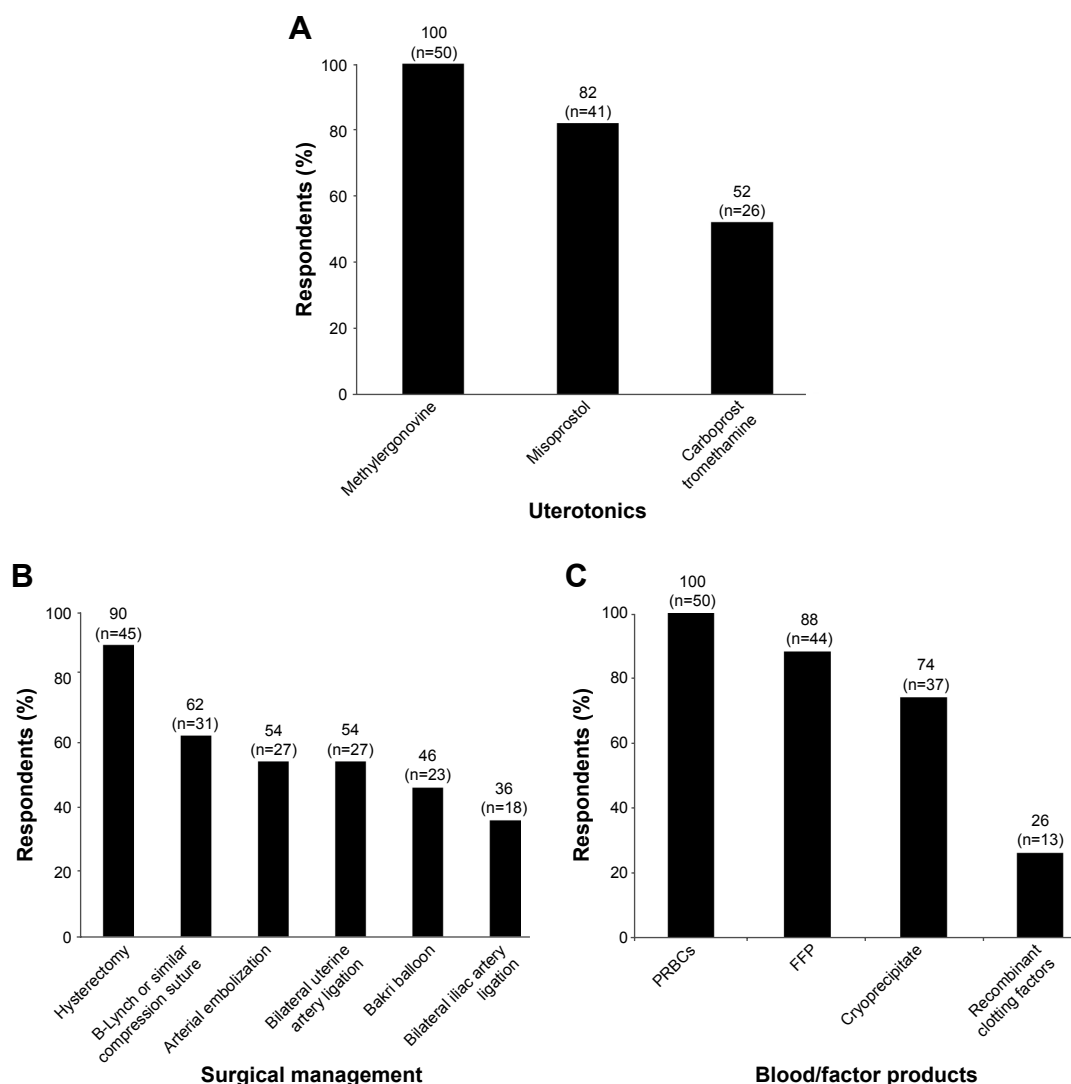 A
100
(n=50)
82
(n=41)
52
(n=26)
100
80
60
40
20
0
Respondents (%)
Methylergonovine
Misoprostol
Carboprost
tromethamine
Uterotonics
B
90
(n=45)
62
(n=31)
54
(n=27)
54
(n=27)
46
(n=23)
36
(n=18)
100
80
60
40
20
0
Respondents (%)
Hysterectomy
B-Lynch or similar
compression suture
Arterial embolization
Bilateral uterine
artery ligation
Bakri balloon
Bilateral iliac artery
ligation
Surgical management
C
100
(n=50)
88
(n=44)
74
(n=37)
26
(n=13)
100
80
60
40
20
0
Respondents (%)
PRBCs
FFP
Cryoprecipitate
Recombinant
clotting factors
Blood/factor products